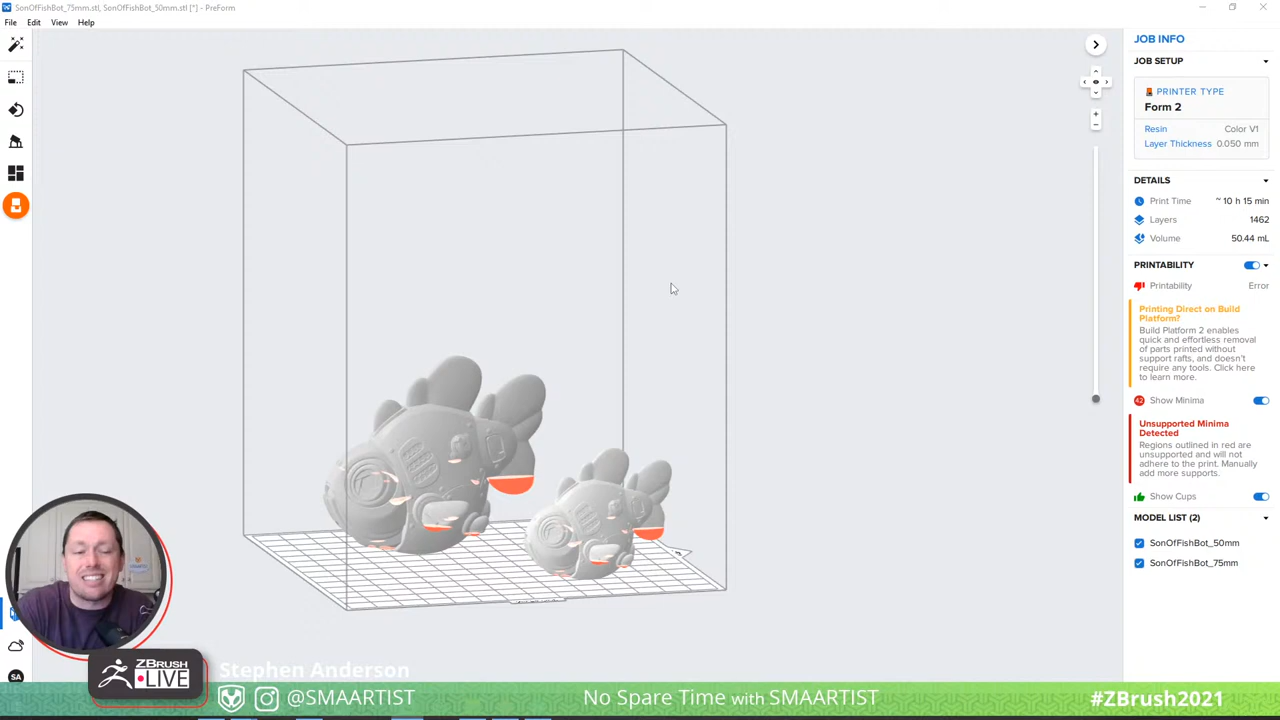 SonOfFishBot_75mm.stl, SonOfFishBot_50mm.stl [*] - PreForm
File Edit View Help
JOB INFO
JOB SETUP
PRINTER TYPE
Form 2
Resin Color V1
Layer Thickness 0.050 mm
DETAILS
Print Time ~ 10 h 15 min
Layers 1462
Volume 50.44 mL
PRINTABILITY
Printability Error
Printing Direct on Build
Platform?
Build Platform 2 enables
quick and effortless removal
of parts printed without
support rafts, and doesn't
require any tools. Click here
to learn more.
42 Show Minima
Unsupported Minima
Detected
Regions outlined in red are
unsupported and will not
adhere to the print. Manually
add more supports.
Show Cups
MODEL LIST (2)
SonOfFishBot_50mm
SonOfFishBot_75mm
SA
ZBRUSH
LIVE
Stephen Anderson
@SMAARTIST
No Spare Time with SMAARTIST
#ZBrush2021